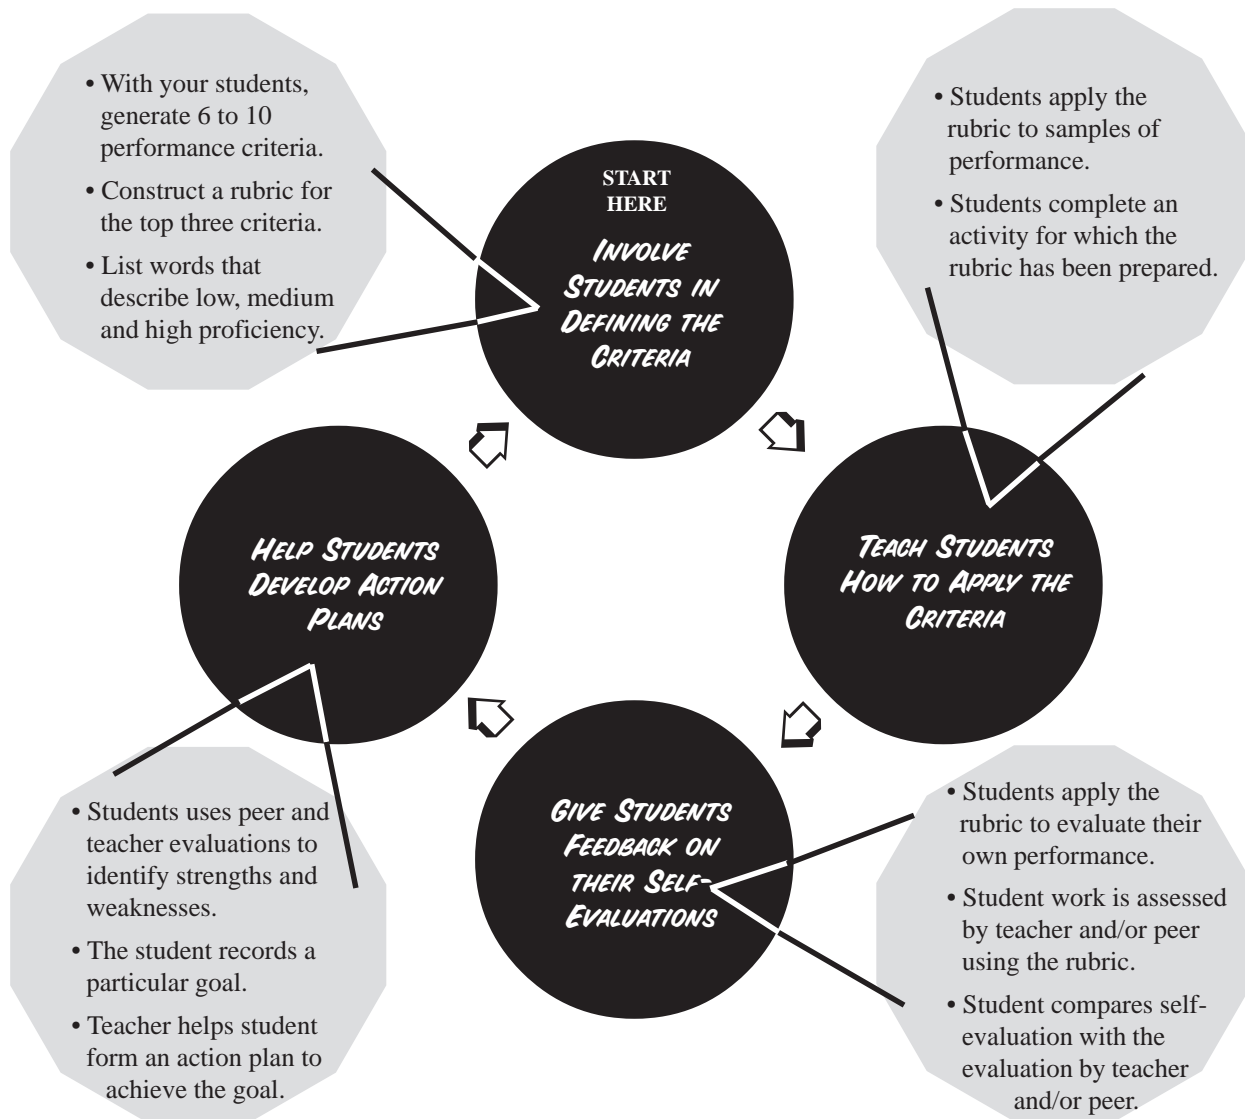 • With your students,
generate 6 to 10
performance criteria.
• Construct a rubric for
the top three criteria.
• List words that
describe low, medium
and high proficiency.
START
HERE
INVOLVE
STUDENTS IN
DEFINING THE
CRITERIA
• Students apply the
rubric to samples of
performance.
• Students complete an
activity for which the
rubric has been prepared.
TEACH STUDENTS
HOW TO APPLY THE
CRITERIA
GIVE STUDENTS
FEEDBACK ON
THEIR SELF-
EVALUATIONS
• Students apply the
rubric to evaluate their
own performance.
• Student work is assessed
by teacher and/or peer
using the rubric.
• Student compares self-
evaluation with the
evaluation by teacher
and/or peer.
HELP STUDENTS
DEVELOP ACTION
PLANS
• Students uses peer and
teacher evaluations to
identify strengths and
weaknesses.
• The student records a
particular goal.
• Teacher helps student
form an action plan to
achieve the goal.